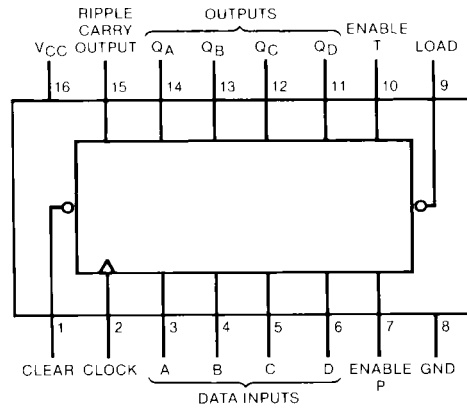 RIPPLE
CARRY
OUTPUT
OUTPUTS
ENABLE
T
VCC
QA
QB
QC
QD
LOAD
16
15
14
13
12
11
10
9
1
2
3
4
5
6
7
8
CLEAR
CLOCK
A
B
C
D
ENABLE
P
GND
DATA INPUTS